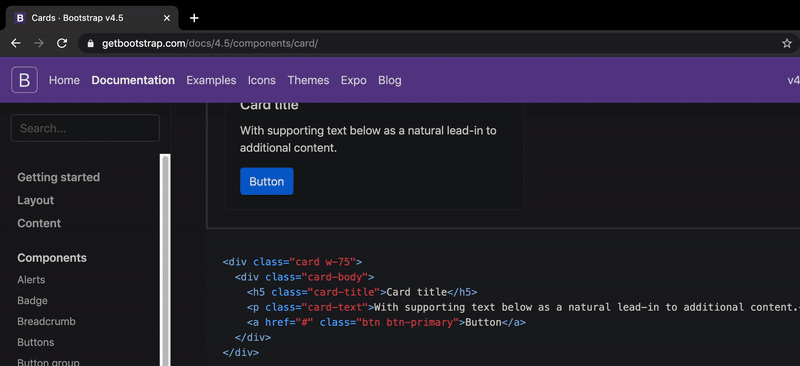 B Cards · Bootstrap v4.5
getbootstrap.com/docs/4.5/components/card/
B Home Documentation Examples Icons Themes Expo Blog v4
Search...
Getting started
Layout
Content
Components
Alerts
Badge
Breadcrumb
Buttons
Button group
Card title
With supporting text below as a natural lead-in to
additional content.
Button
<div class="card w-75">
<div class="card-body">
<h5 class="card-title">Card title</h5>
<p class="card-text">With supporting text below as a natural lead-in to additional content.
<a href="#" class="btn btn-primary">Button</a>
</div>
</div>